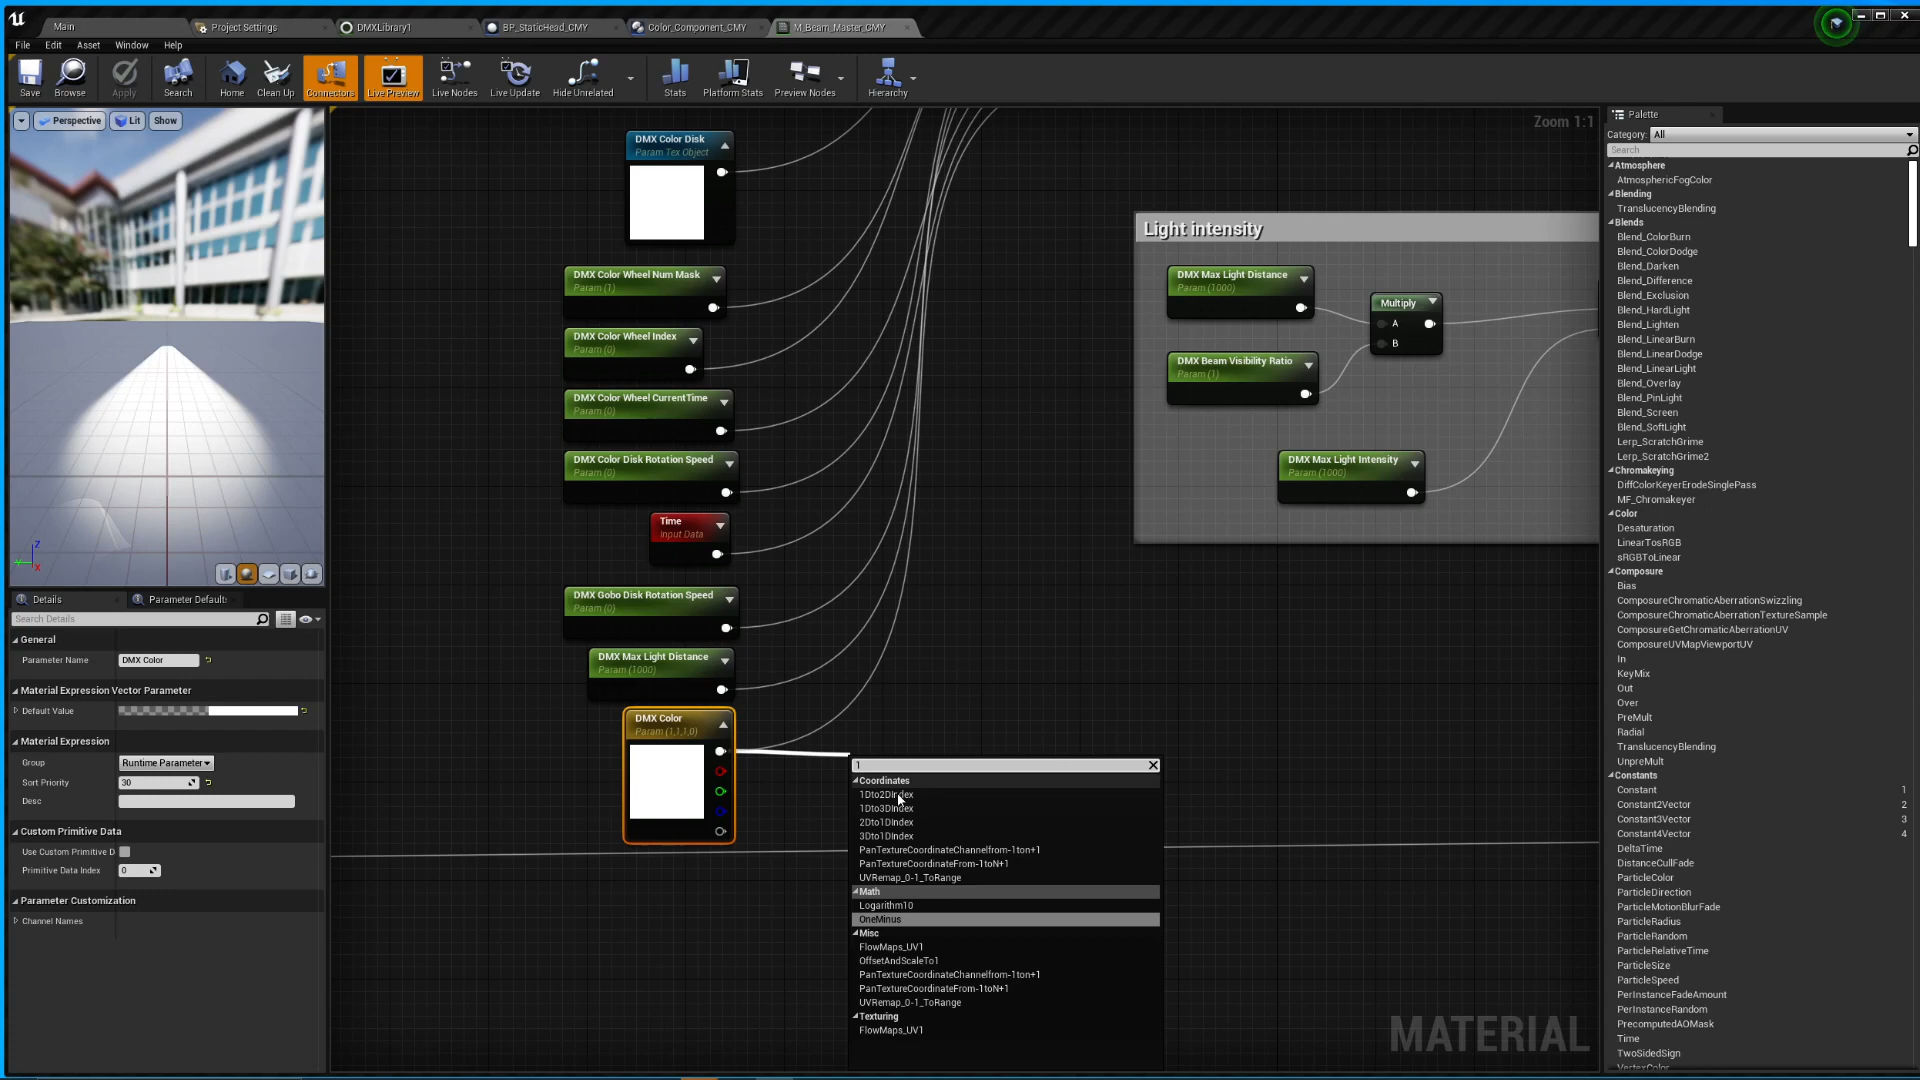 Main
Project Settings
DMXLibrary1
BP_StaticHead_CMY
Color_Component_CMY
M_Beam_Master_CMY
File
Edit
Asset
Window
Help
Save
Browse
Apply
Search
Home
Clean Up
Connectors
Live Preview
Live Nodes
Live Update
Hide Unrelated
Stats
Platform Stats
Preview Nodes
Hierarchy
Perspective
Lit
Show
Details
Parameter Default
Search Details
General
Parameter Name
DMX Color
Material Expression Vector Parameter
Default Value
Material Expression
Group
Runtime Parameter
Sort Priority
30
Desc
Custom Primitive Data
Use Custom Primitive D
Primitive Data Index
0
Parameter Customization
Channel Names
Zoom 1:1
DMX Color Disk
Param Tex Object
DMX Color Wheel Num Mask
Param (1)
DMX Color Wheel Index
Param (0)
DMX Color Wheel CurrentTime
Param (0)
DMX Color Disk Rotation Speed
Param (0)
Time
Input Data
DMX Gobo Disk Rotation Speed
Param (0)
DMX Max Light Distance
Param (1000)
DMX Color
Param (1,1,1,0)
Light intensity
DMX Max Light Distance
Param (1000)
Multiply
A
B
DMX Beam Visibility Ratio
Param (1)
DMX Max Light Intensity
Param (1000)
1
Coordinates
1Dto2DIndex
1Dto3DIndex
2Dto1DIndex
3Dto1DIndex
PanTextureCoordinateChannelfrom-1ton+1
PanTextureCoordinateFrom-1toN+1
UVRemap_0-1_ToRange
Math
Logarithm10
OneMinus
Misc
FlowMaps_UV1
OffsetAndScaleTo1
PanTextureCoordinateChannelfrom-1ton+1
PanTextureCoordinateFrom-1toN+1
UVRemap_0-1_ToRange
Texturing
FlowMaps_UV1
MATERIAL
Palette
Category:
All
Search
Atmosphere
AtmosphericFogColor
Blending
TranslucencyBlending
Blends
Blend_ColorBurn
Blend_ColorDodge
Blend_Darken
Blend_Difference
Blend_Exclusion
Blend_HardLight
Blend_Lighten
Blend_LinearBurn
Blend_LinearDodge
Blend_LinearLight
Blend_Overlay
Blend_PinLight
Blend_Screen
Blend_SoftLight
Lerp_ScratchGrime
Lerp_ScratchGrime2
Chromakeying
DiffColorKeyerErodeSinglePass
MF_Chromakeyer
Color
Desaturation
LinearTosRGB
sRGBToLinear
Composure
Bias
ComposureChromaticAberrationSwizzling
ComposureChromaticAberrationTextureSample
ComposureGetChromaticAberrationUV
ComposureUVMapViewportUV
In
KeyMix
Out
Over
PreMult
Radial
TranslucencyBlending
UnpreMult
Constants
Constant 1
Constant2Vector 2
Constant3Vector 3
Constant4Vector 4
DeltaTime
DistanceCullFade
ParticleColor
ParticleDirection
ParticleMotionBlurFade
ParticleRadius
ParticleRandom
ParticleRelativeTime
ParticleSize
ParticleSpeed
PerInstanceFadeAmount
PerInstanceRandom
PrecomputedAOMask
Time
TwoSidedSign
VertexColor
Z
X